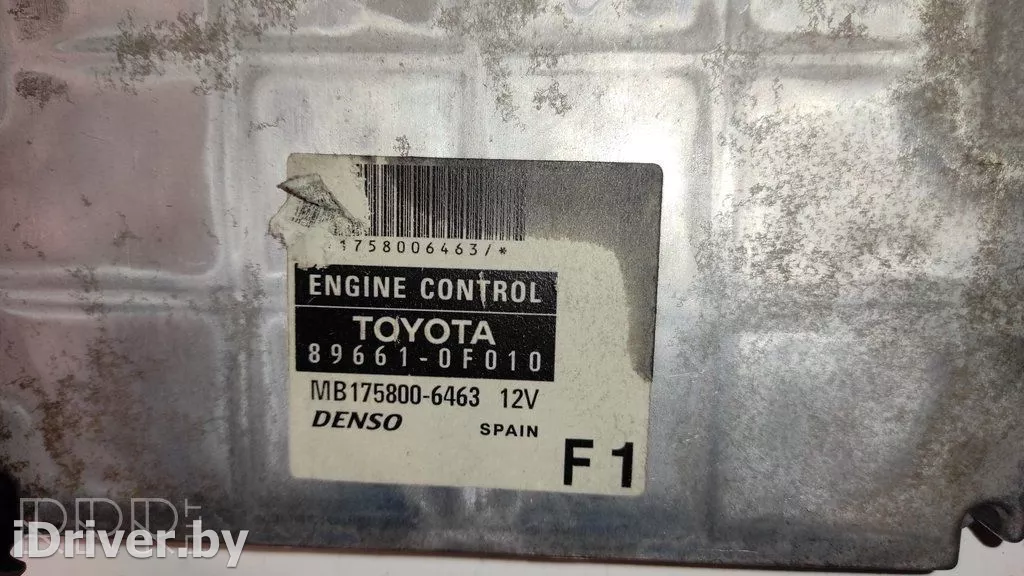 1758006463/*
ENGINE CONTROL
TOYOTA
89661-0F010
MB175800-6463 12V
DENSO SPAIN
F1
iDriver.by